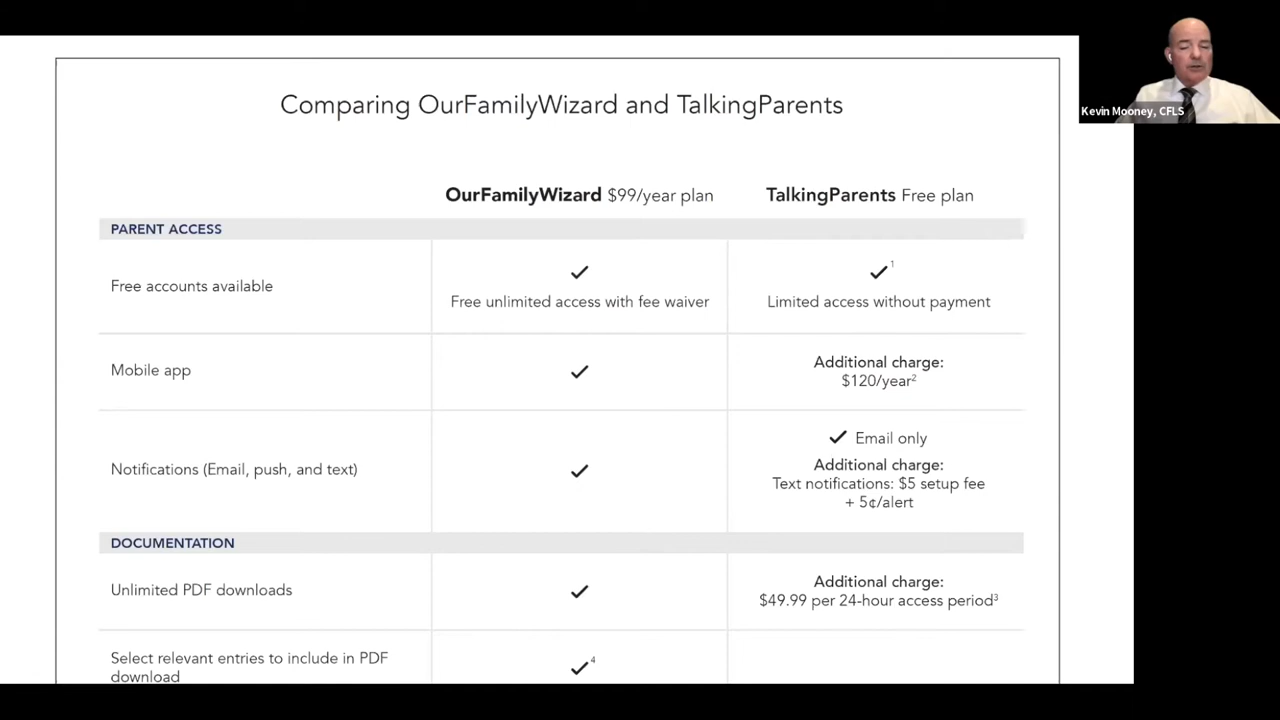 Kevin Mooney, CFLS
Comparing OurFamilyWizard and TalkingParents
OurFamilyWizard $99/year plan
TalkingParents Free plan
PARENT ACCESS
Free accounts available
✓
Free unlimited access with fee waiver
✓1
Limited access without payment
Mobile app
✓
Additional charge:
$120/year2
Notifications (Email, push, and text)
✓
✓ Email only
Additional charge:
Text notifications: $5 setup fee
+ 5¢/alert
DOCUMENTATION
Unlimited PDF downloads
✓
Additional charge:
$49.99 per 24-hour access period3
Select relevant entries to include in PDF
download
✓4